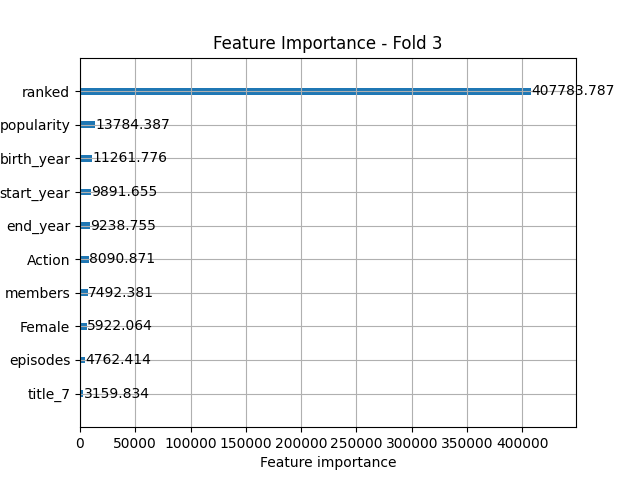 Feature Importance - Fold 3
ranked 407783.787
popularity 13784.387
birth_year 11261.776
start_year 9891.655
end_year 9238.755
Action 8090.871
members 7492.381
Female 5922.064
episodes 4762.414
title_7 3159.834
0 50000 100000 150000 200000 250000 300000 350000 400000
Feature importance